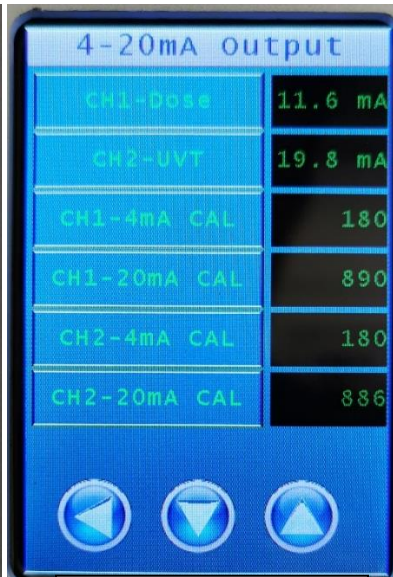 4-20mA Output
CH1-Dose 11.6 mA
CH2-UVT 19.8 mA
CH1-4mA CAL 180
CH1-20mA CAL 890
CH2-4mA CAL 180
CH2-20mA CAL 886